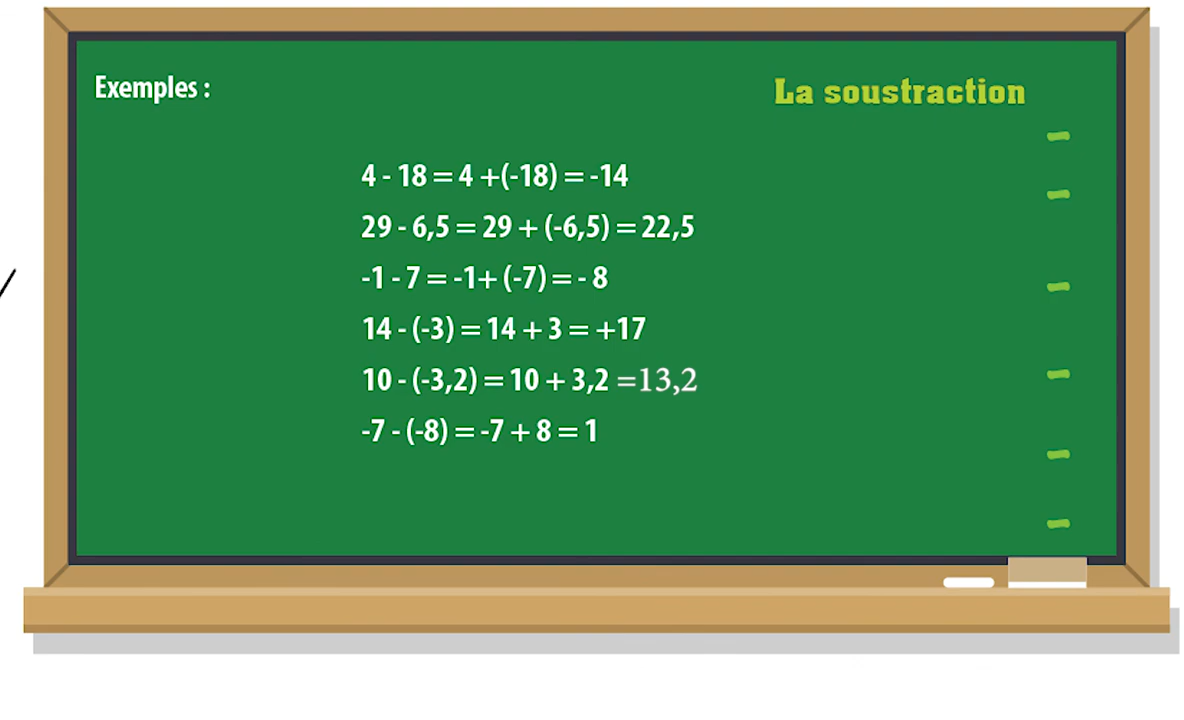 Exemples :
La soustraction
4 - 18 = 4 +(-18) = -14
29 - 6,5 = 29 + (-6,5) = 22,5
-1 - 7 = -1+ (-7) = - 8
14 - (-3) = 14 + 3 = +17
10 - (-3,2) = 10 + 3,2 =13,2
-7 - (-8) = -7 + 8 = 1